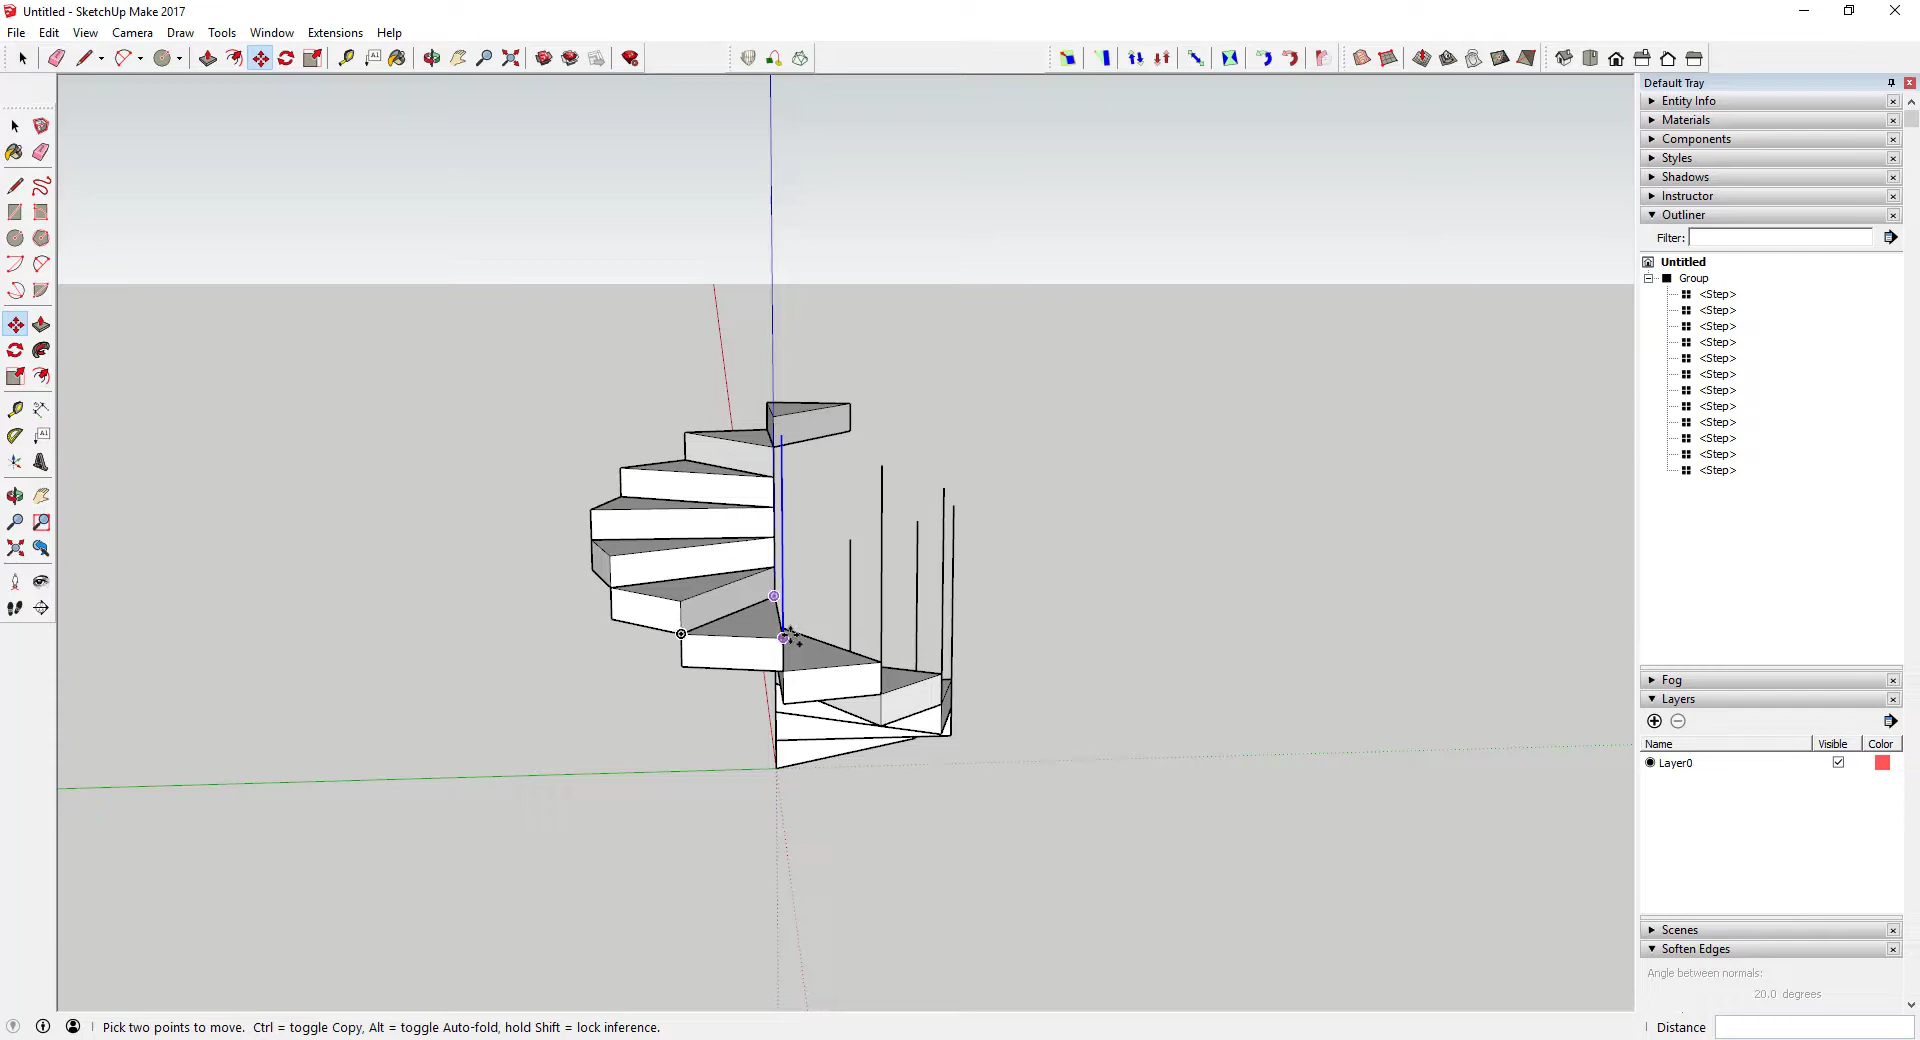 Untitled - SketchUp Make 2017
File Edit View Camera Draw Tools Window Extensions Help
Default Tray
Entity Info
Materials
Components
Styles
Shadows
Instructor
Outliner
Filter:
Untitled
Group
<Step>
<Step>
<Step>
<Step>
<Step>
<Step>
<Step>
<Step>
<Step>
<Step>
<Step>
<Step>
Fog
Layers
Name Visible Color
Layer0
Scenes
Soften Edges
Angle between normals:
20.0 degrees
Pick two points to move. Ctrl = toggle Copy, Alt = toggle Auto-fold, hold Shift = lock inference.
Distance